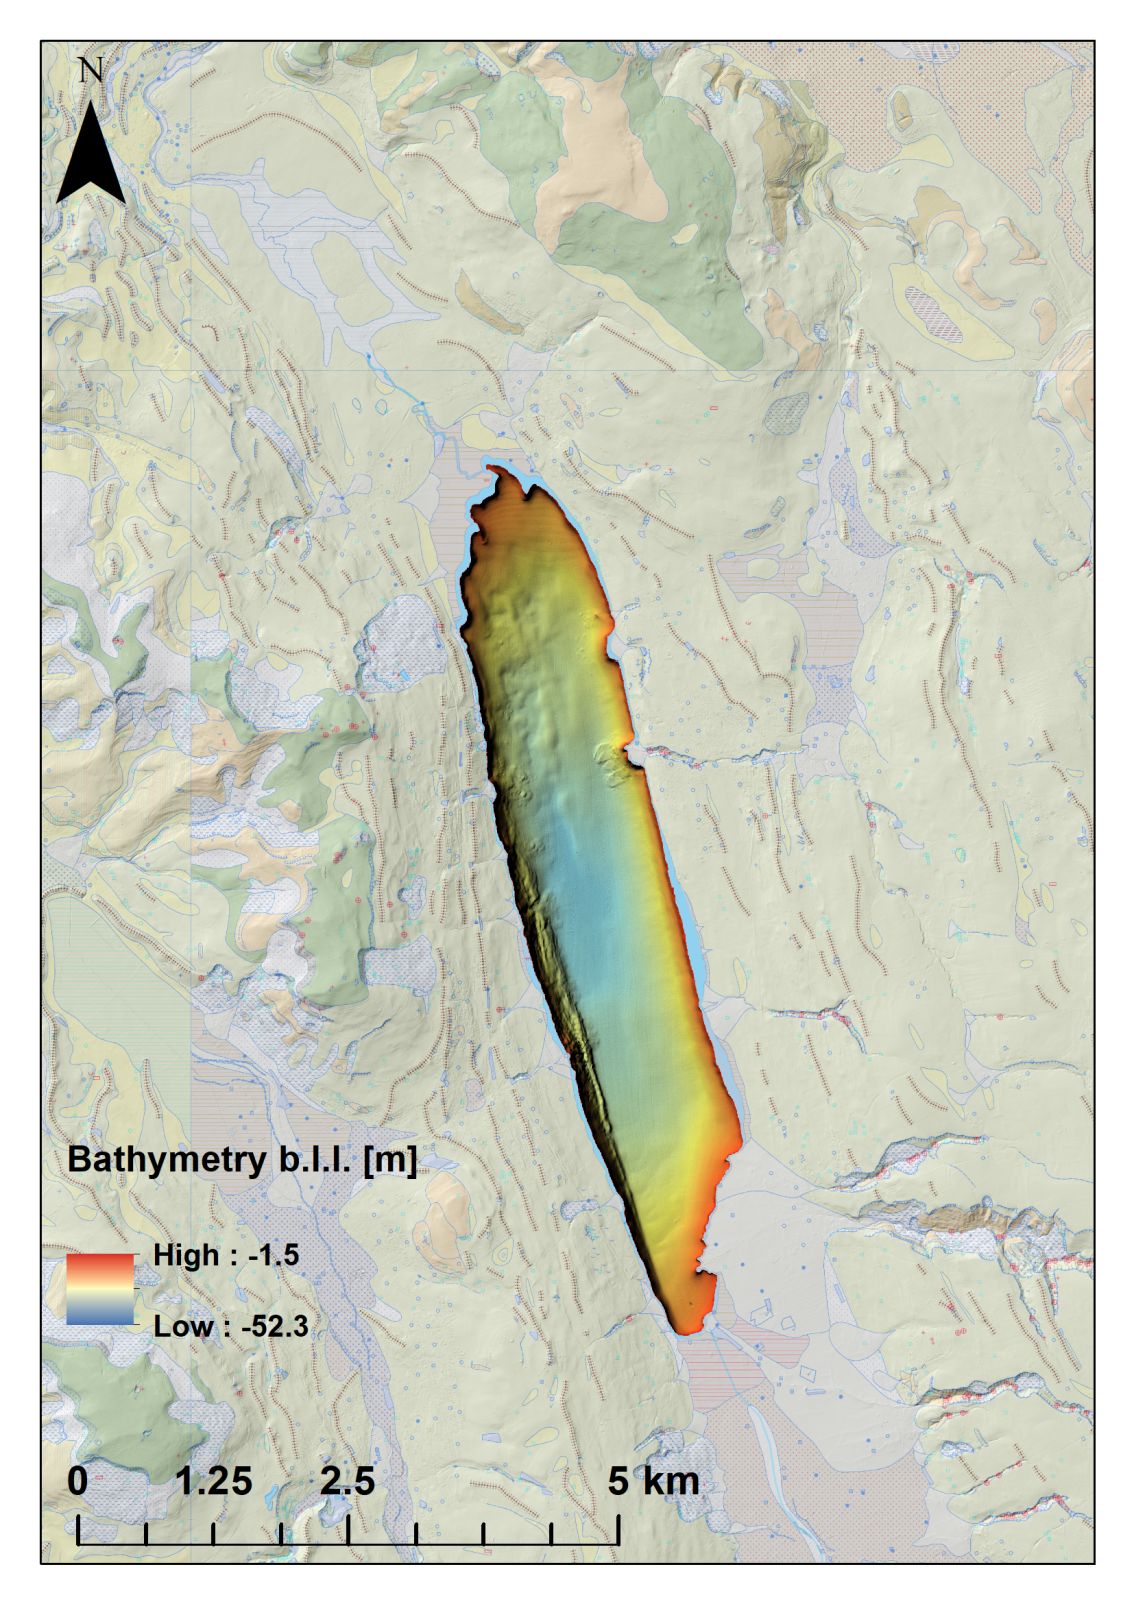 N
Bathymetry b.l.l. [m]
High : -1.5
Low : -52.3
0 1.25 2.5 5 km